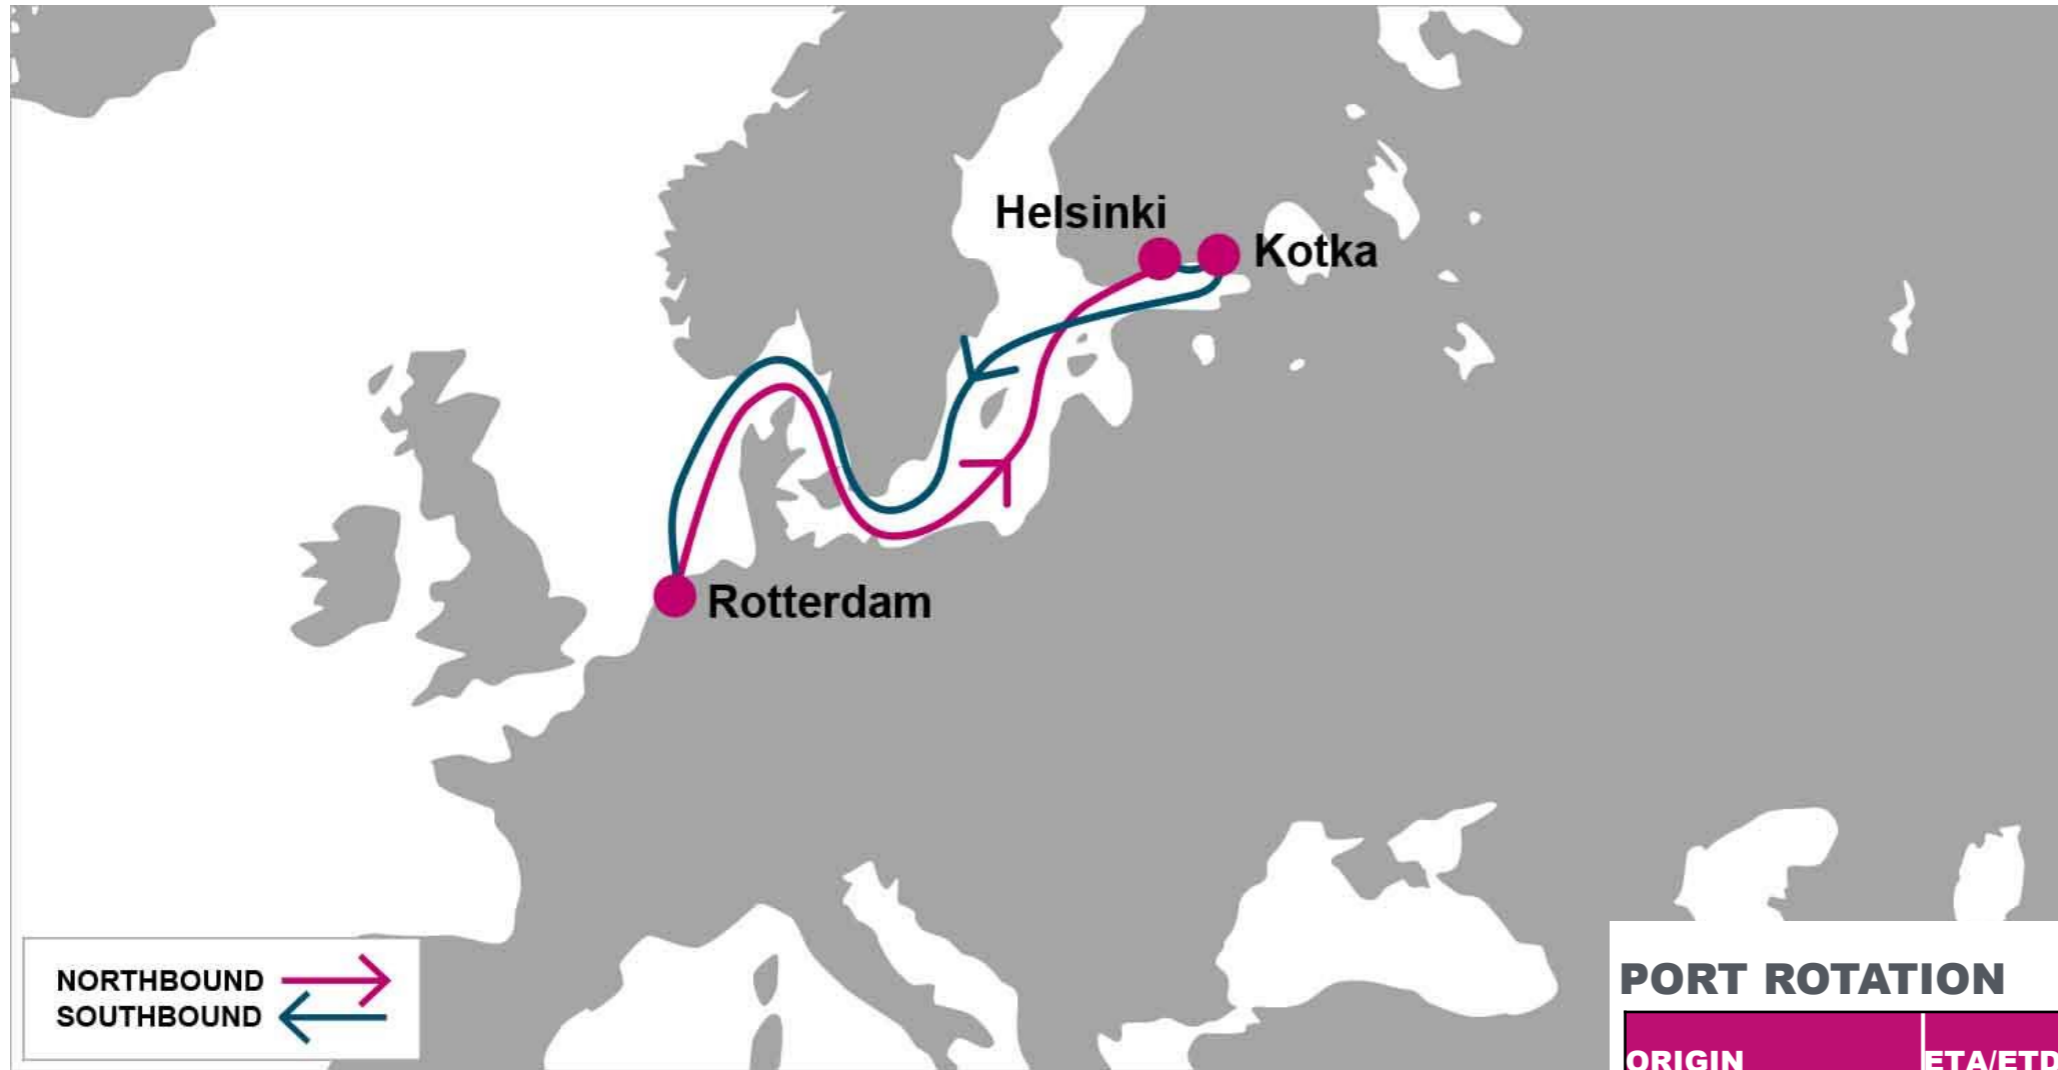 Helsinki
Kotka
Rotterdam
NORTHBOUND
SOUTHBOUND
PORT ROTATION
ORIGIN ETA/ETD